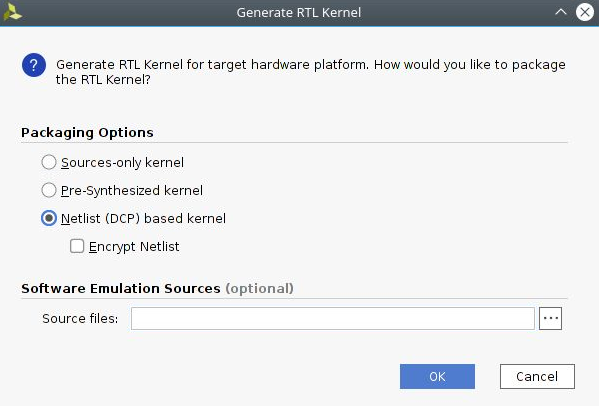 Generate RTL Kernel
?
Generate RTL Kernel for target hardware platform. How would you like to package
the RTL Kernel?
Packaging Options
Sources-only kernel
Pre-Synthesized kernel
Netlist (DCP) based kernel
Encrypt Netlist
Software Emulation Sources (optional)
Source files:
...
OK
Cancel